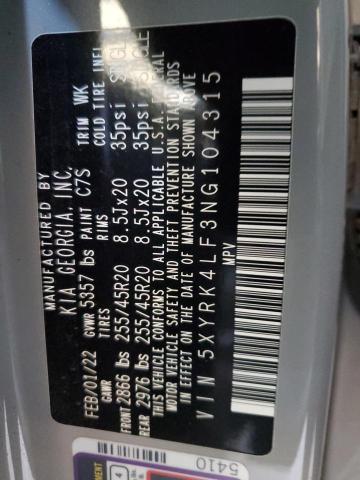 MANUFACTURED BY
KIA GEORGIA, INC.
FEB/01/22 GVWR 5357 lbs PAINT C7S TRIM WK
GAWR TIRES RIMS COLD TIRE INFL
FRONT 2866 lbs 255/45R20 8.5Jx20 35psi
REAR 2976 lbs 255/45R20 8.5Jx20 35psi
THIS VEHICLE CONFORMS TO ALL APPLICABLE U.S.A. FEDERAL
MOTOR VEHICLE SAFETY AND THEFT PREVENTION STANDARDS
IN EFFECT ON THE DATE OF MANUFACTURE SHOWN ABOVE
VIN 5XYRK4LF3NG104315
MPV
5410
4